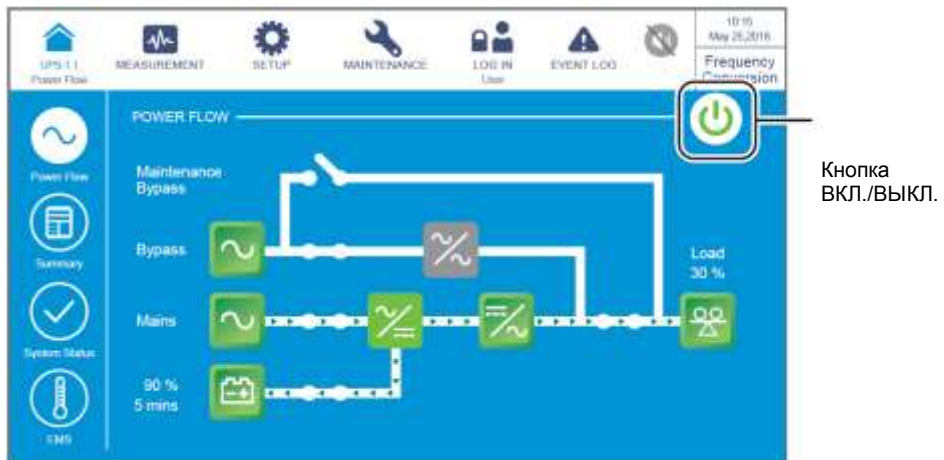 10:15
May 25,2016
UPS-1.1
Power Flow
MEASUREMENT
SETUP
MAINTENANCE
LOG IN
User
EVENT LOG
Frequency
Conversion
POWER FLOW
Кнопка
ВКЛ./ВЫКЛ.
Power Flow
Maintenance
Bypass
Summary
Bypass
Load
30 %
System Status
Mains
90 %
5 mins
EMS